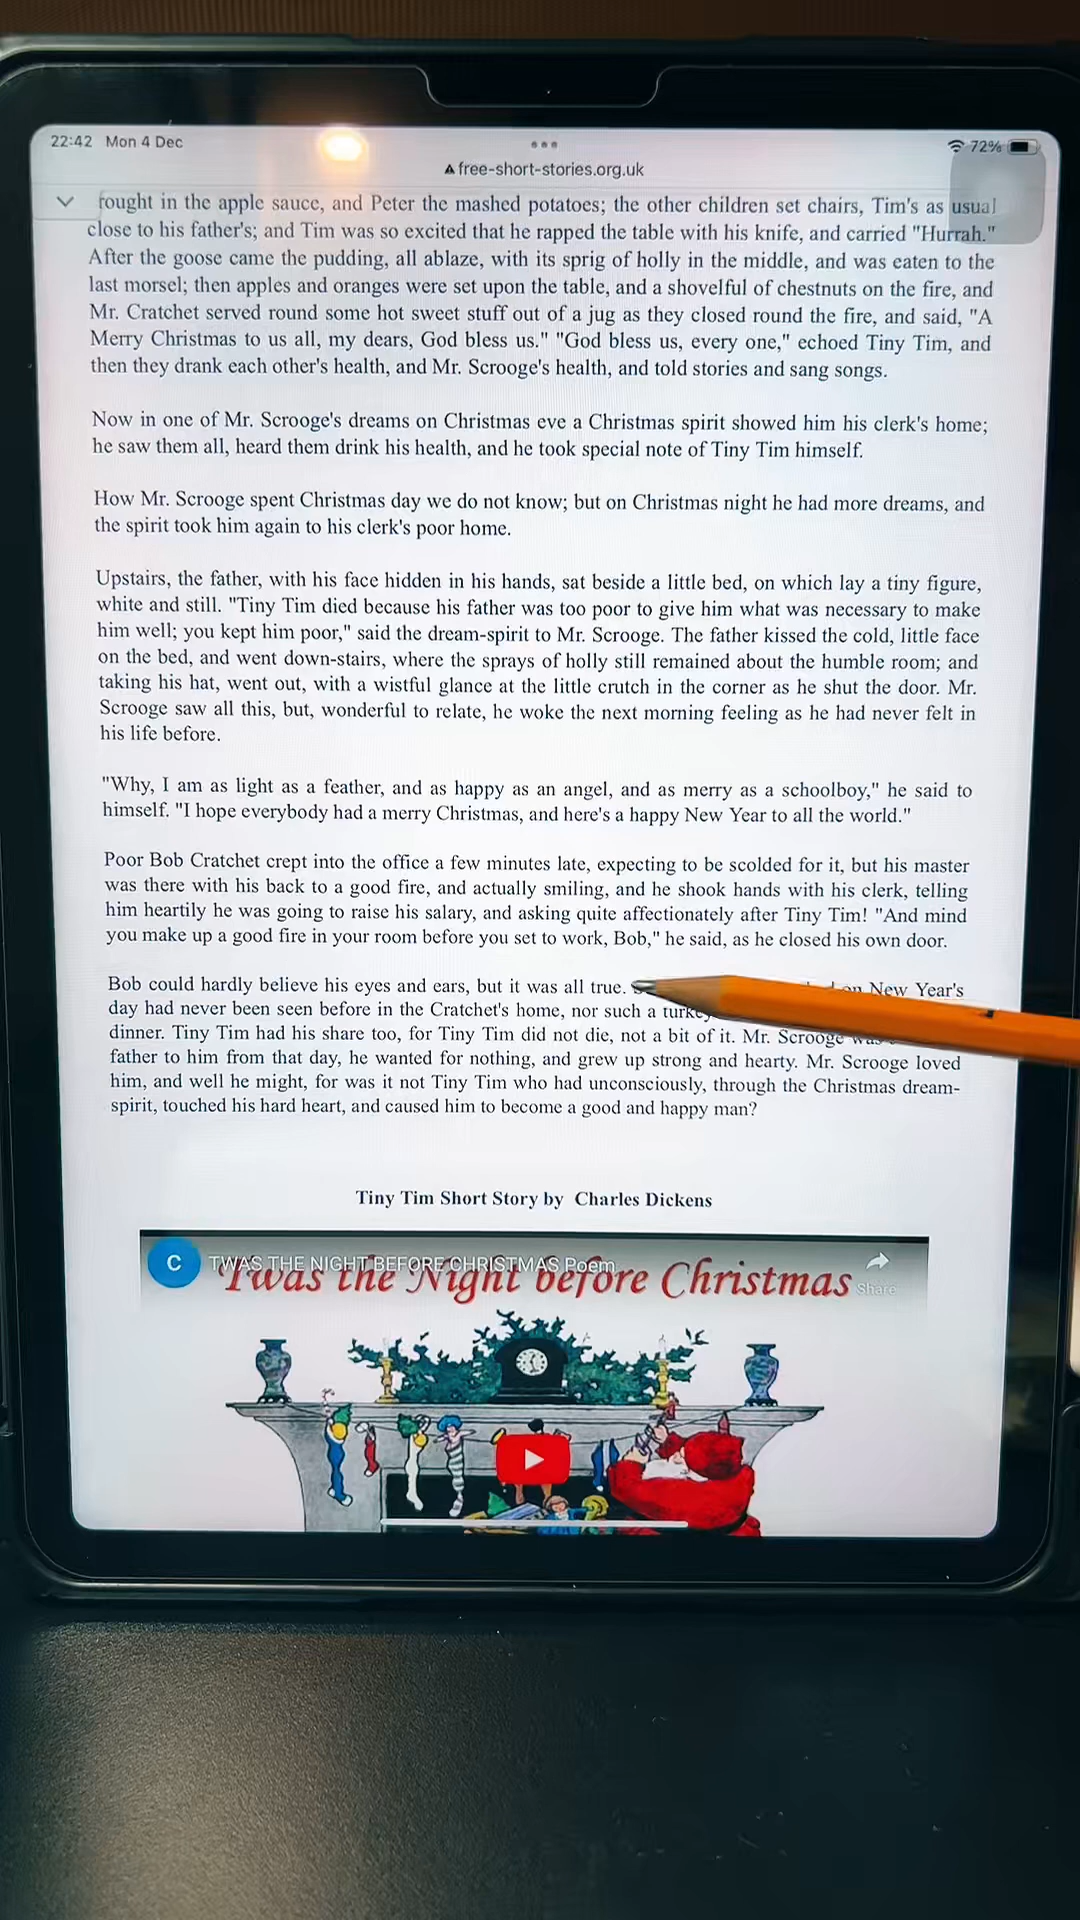 22:42 Mon 4 Dec
72%
free-short-stories.org.uk
rought in the apple sauce, and Peter the mashed potatoes; the other children set chairs, Tim's as usual
close to his father's; and Tim was so excited that he rapped the table with his knife, and carried "Hurrah."
After the goose came the pudding, all ablaze, with its sprig of holly in the middle, and was eaten to the
last morsel; then apples and oranges were set upon the table, and a shovelful of chestnuts on the fire, and
Mr. Cratchet served round some hot sweet stuff out of a jug as they closed round the fire, and said, "A
Merry Christmas to us all, my dears, God bless us." "God bless us, every one," echoed Tiny Tim, and
then they drank each other's health, and Mr. Scrooge's health, and told stories and sang songs.
Now in one of Mr. Scrooge's dreams on Christmas eve a Christmas spirit showed him his clerk's home;
he saw them all, heard them drink his health, and he took special note of Tiny Tim himself.
How Mr. Scrooge spent Christmas day we do not know; but on Christmas night he had more dreams, and
the spirit took him again to his clerk's poor home.
Upstairs, the father, with his face hidden in his hands, sat beside a little bed, on which lay a tiny figure,
white and still. "Tiny Tim died because his father was too poor to give him what was necessary to make
him well; you kept him poor," said the dream-spirit to Mr. Scrooge. The father kissed the cold, little face
on the bed, and went down-stairs, where the sprays of holly still remained about the humble room; and
taking his hat, went out, with a wistful glance at the little crutch in the corner as he shut the door. Mr.
Scrooge saw all this, but, wonderful to relate, he woke the next morning feeling as he had never felt in
his life before.
"Why, I am as light as a feather, and as happy as an angel, and as merry as a schoolboy," he said to
himself. "I hope everybody had a merry Christmas, and here's a happy New Year to all the world."
Poor Bob Cratchet crept into the office a few minutes late, expecting to be scolded for it, but his master
was there with his back to a good fire, and actually smiling, and he shook hands with his clerk, telling
him heartily he was going to raise his salary, and asking quite affectionately after Tiny Tim! "And mind
you make up a good fire in your room before you set to work, Bob," he said, as he closed his own door.
Bob could hardly believe his eyes and ears, but it was all true. on New Year's
day had never been seen before in the Cratchet's home, nor such a turkey
dinner. Tiny Tim had his share too, for Tiny Tim did not die, not a bit of it. Mr. Scrooge was
father to him from that day, he wanted for nothing, and grew up strong and hearty. Mr. Scrooge loved
him, and well he might, for was it not Tiny Tim who had unconsciously, through the Christmas dream-
spirit, touched his hard heart, and caused him to become a good and happy man?
Tiny Tim Short Story by Charles Dickens
C TWAS THE NIGHT BEFORE CHRISTMAS Poem
'Twas the Night before Christmas
Share